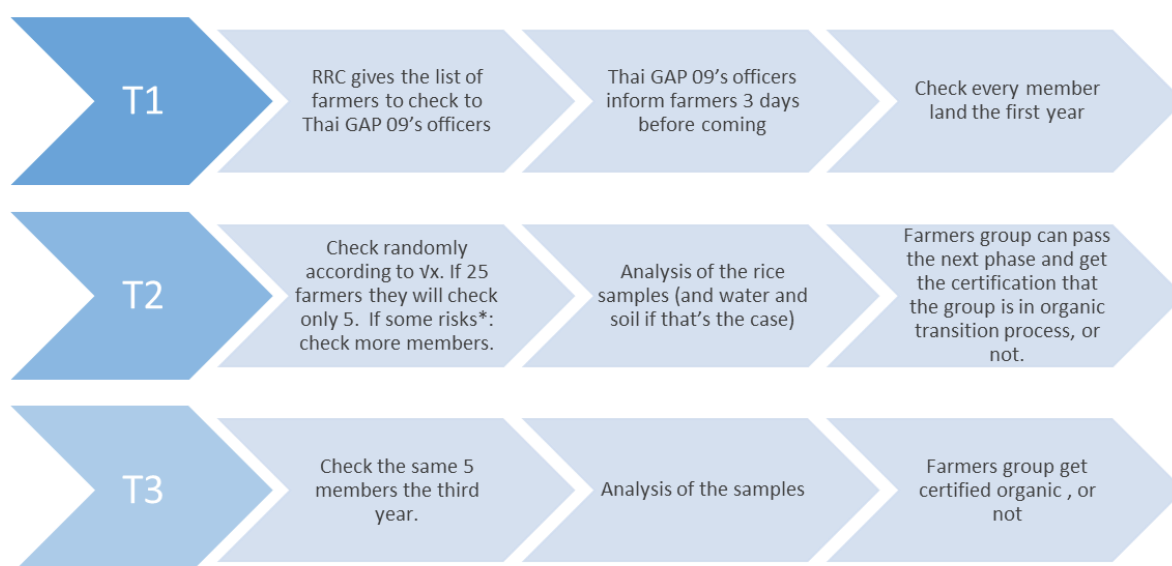 T1
RRC gives the list of
farmers to check to
Thai GAP 09's officers
Thai GAP 09's officers
inform farmers 3 days
before coming
Check every member
land the first year
T2
Check randomly
according to √x. If 25
farmers they will check
only 5.  If some risks*:
check more members.
Analysis of the rice
samples (and water and
soil if that's the case)
Farmers group can pass
the next phase and get
the certification that
the group is in organic
transition process, or
not.
T3
Check the same 5
members the third
year.
Analysis of the samples
Farmers group get
certified organic , or
not